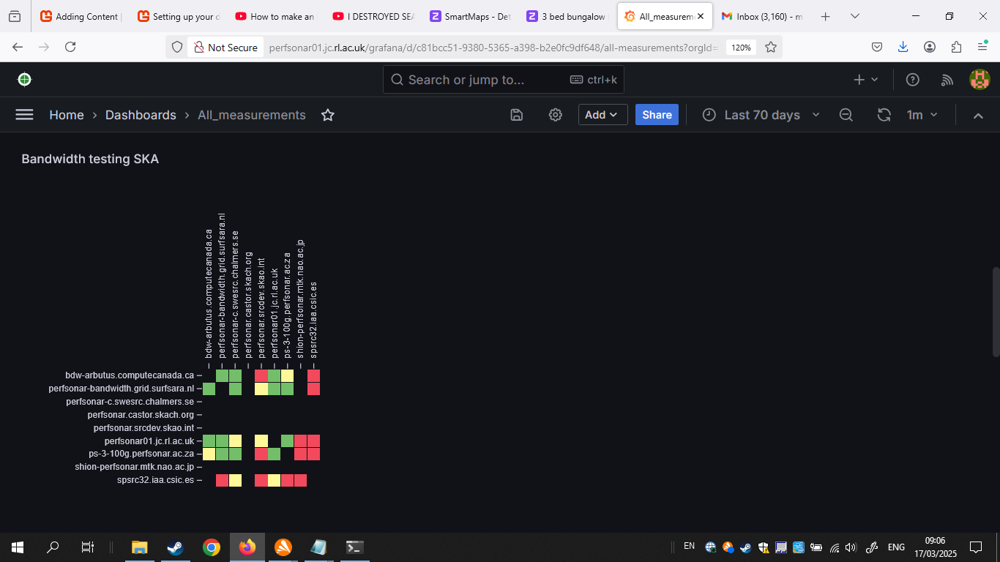 Adding Content
Setting up your d
How to make an
I DESTROYED SEA
SmartMaps - Det
3 bed bungalow
All_measurem
Inbox (3,160) - m
Not Secure
perfsonar01.jc.rl.ac.uk/grafana/d/c81bcc51-9380-5365-a398-b2e0fc9df648/all-measurements?orgId=
120%
Search or jump to...
ctrl+k
Home › Dashboards › All_measurements
Add
Share
Last 70 days
1m
Bandwidth testing SKA
bdw-arbutus.computecanada.ca
perfsonar-bandwidth.grid.surfsara.nl
perfsonar-c.swesrc.chalmers.se
perfsonar.castor.skach.org
perfsonar.srcdev.skao.int
perfsonar01.jc.rl.ac.uk
ps-3-100g.perfsonar.ac.za
shion-perfsonar.mtk.nao.ac.jp
spsrc32.iaa.csic.es
bdw-arbutus.computecanada.ca
perfsonar-bandwidth.grid.surfsara.nl
perfsonar-c.swesrc.chalmers.se
perfsonar.castor.skach.org
perfsonar.srcdev.skao.int
perfsonar01.jc.rl.ac.uk
ps-3-100g.perfsonar.ac.za
shion-perfsonar.mtk.nao.ac.jp
spsrc32.iaa.csic.es
EN
ENG
09:06
17/03/2025